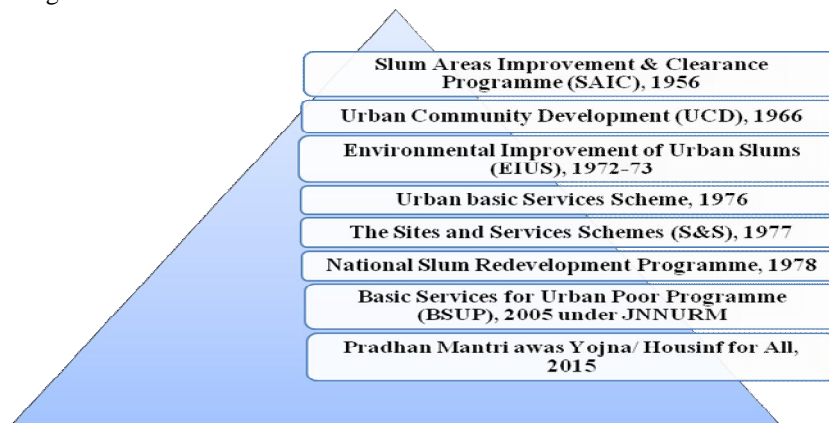 Slum Areas Improvement & Clearance
Programme (SAIC), 1956
Urban Community Development (UCD), 1966
Environmental Improvement of Urban Slums
(EIUS), 1972-73
Urban basic Services Scheme, 1976
The Sites and Services Schemes (S&S), 1977
National Slum Redevelopment Programme, 1978
Basic Services for Urban Poor Programme
(BSUP), 2005 under JNNURM
Pradhan Mantri awas Yojna/ Housinf for All,
2015